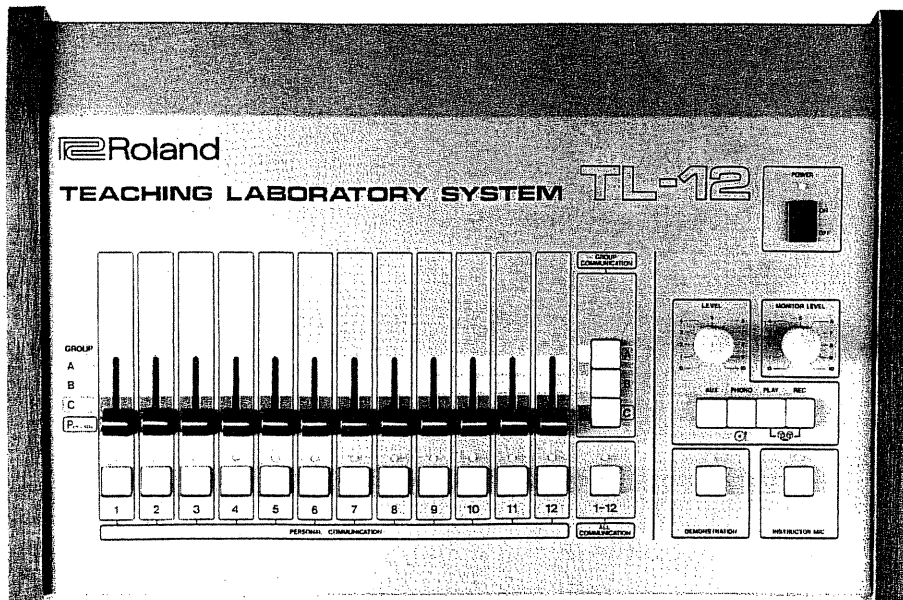 Roland
TEACHING LABORATORY SYSTEM
TL-12
POWER
ON
OFF
GROUP COMMUNICATION
LEVEL
MONITOR LEVEL
GROUP
A
B
C
A
B
C
AUX PHONO PLAY REC
1 2 3 4 5 6 7 8 9 10 11 12
1-12
PERSONAL COMMUNICATION
ALL COMMUNICATION
DEMONSTRATION
INSTRUCTOR MIC